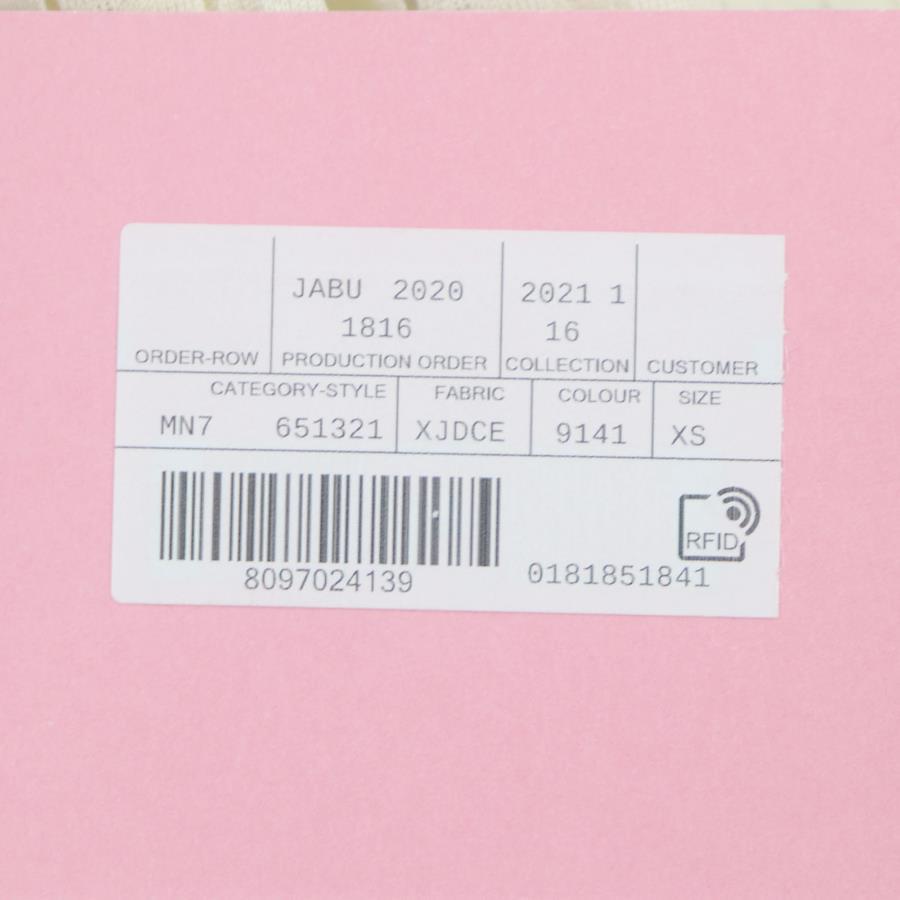 JABU 2020 2021 1
1816 16
ORDER-ROW PRODUCTION ORDER COLLECTION CUSTOMER
CATEGORY-STYLE FABRIC COLOUR SIZE
MN7 651321 XJDCE 9141 XS
RFID
8097024139 0181851841